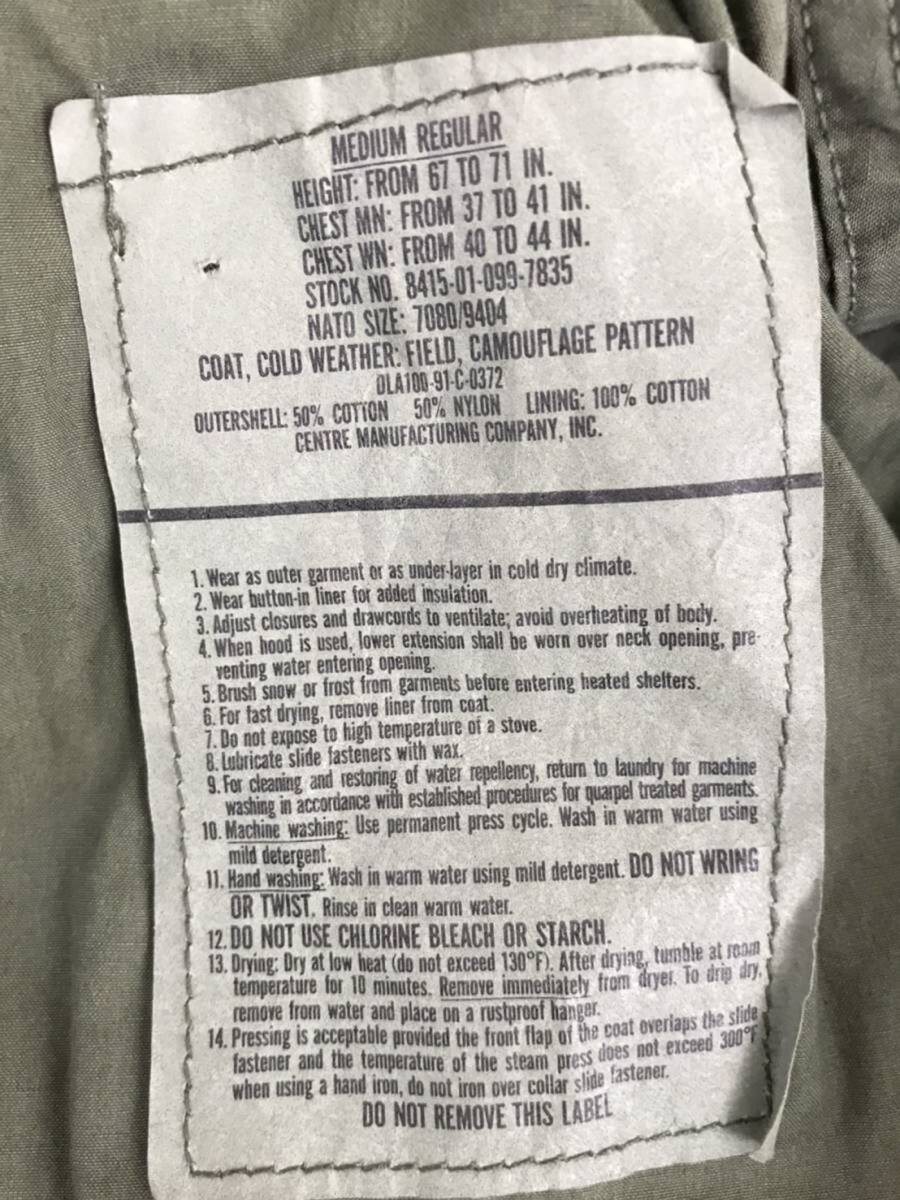 MEDIUM REGULAR
HEIGHT: FROM 67 TO 71 IN.
CHEST MN: FROM 37 TO 41 IN.
CHEST WN: FROM 40 TO 44 IN.
STOCK NO. 8415-01-099-7835
NATO SIZE: 7080/9404
COAT, COLD WEATHER: FIELD, CAMOUFLAGE PATTERN
DLA100-91-C-0372
OUTERSHELL: 50% COTTON 50% NYLON LINING: 100% COTTON
CENTRE MANUFACTURING COMPANY, INC.
1. Wear as outer garment or as under-layer in cold dry climate.
2. Wear button-in liner for added insulation.
3. Adjust closures and drawcords to ventilate; avoid overheating of body.
4. When hood is used, lower extension shall be worn over neck opening, pre-
venting water entering opening.
5. Brush snow or frost from garments before entering heated shelters.
6. For fast drying, remove liner from coat.
7. Do not expose to high temperature of a stove.
8. Lubricate slide fasteners with wax.
9. For cleaning and restoring of water repellency, return to laundry for machine
washing in accordance with established procedures for quarpel treated garments.
10. Machine washing: Use permanent press cycle. Wash in warm water using
mild detergent.
11. Hand washing: Wash in warm water using mild detergent. DO NOT WRING
OR TWIST. Rinse in clean warm water.
12. DO NOT USE CHLORINE BLEACH OR STARCH.
13. Drying: Dry at low heat (do not exceed 130°F). After drying, tumble at room
temperature for 10 minutes. Remove immediately from dryer. To drip dry,
remove from water and place on a rustproof hanger.
14. Pressing is acceptable provided the front flap of the coat overlaps the slide
fastener and the temperature of the steam press does not exceed 300°F
when using a hand iron, do not iron over collar slide fastener.
DO NOT REMOVE THIS LABEL